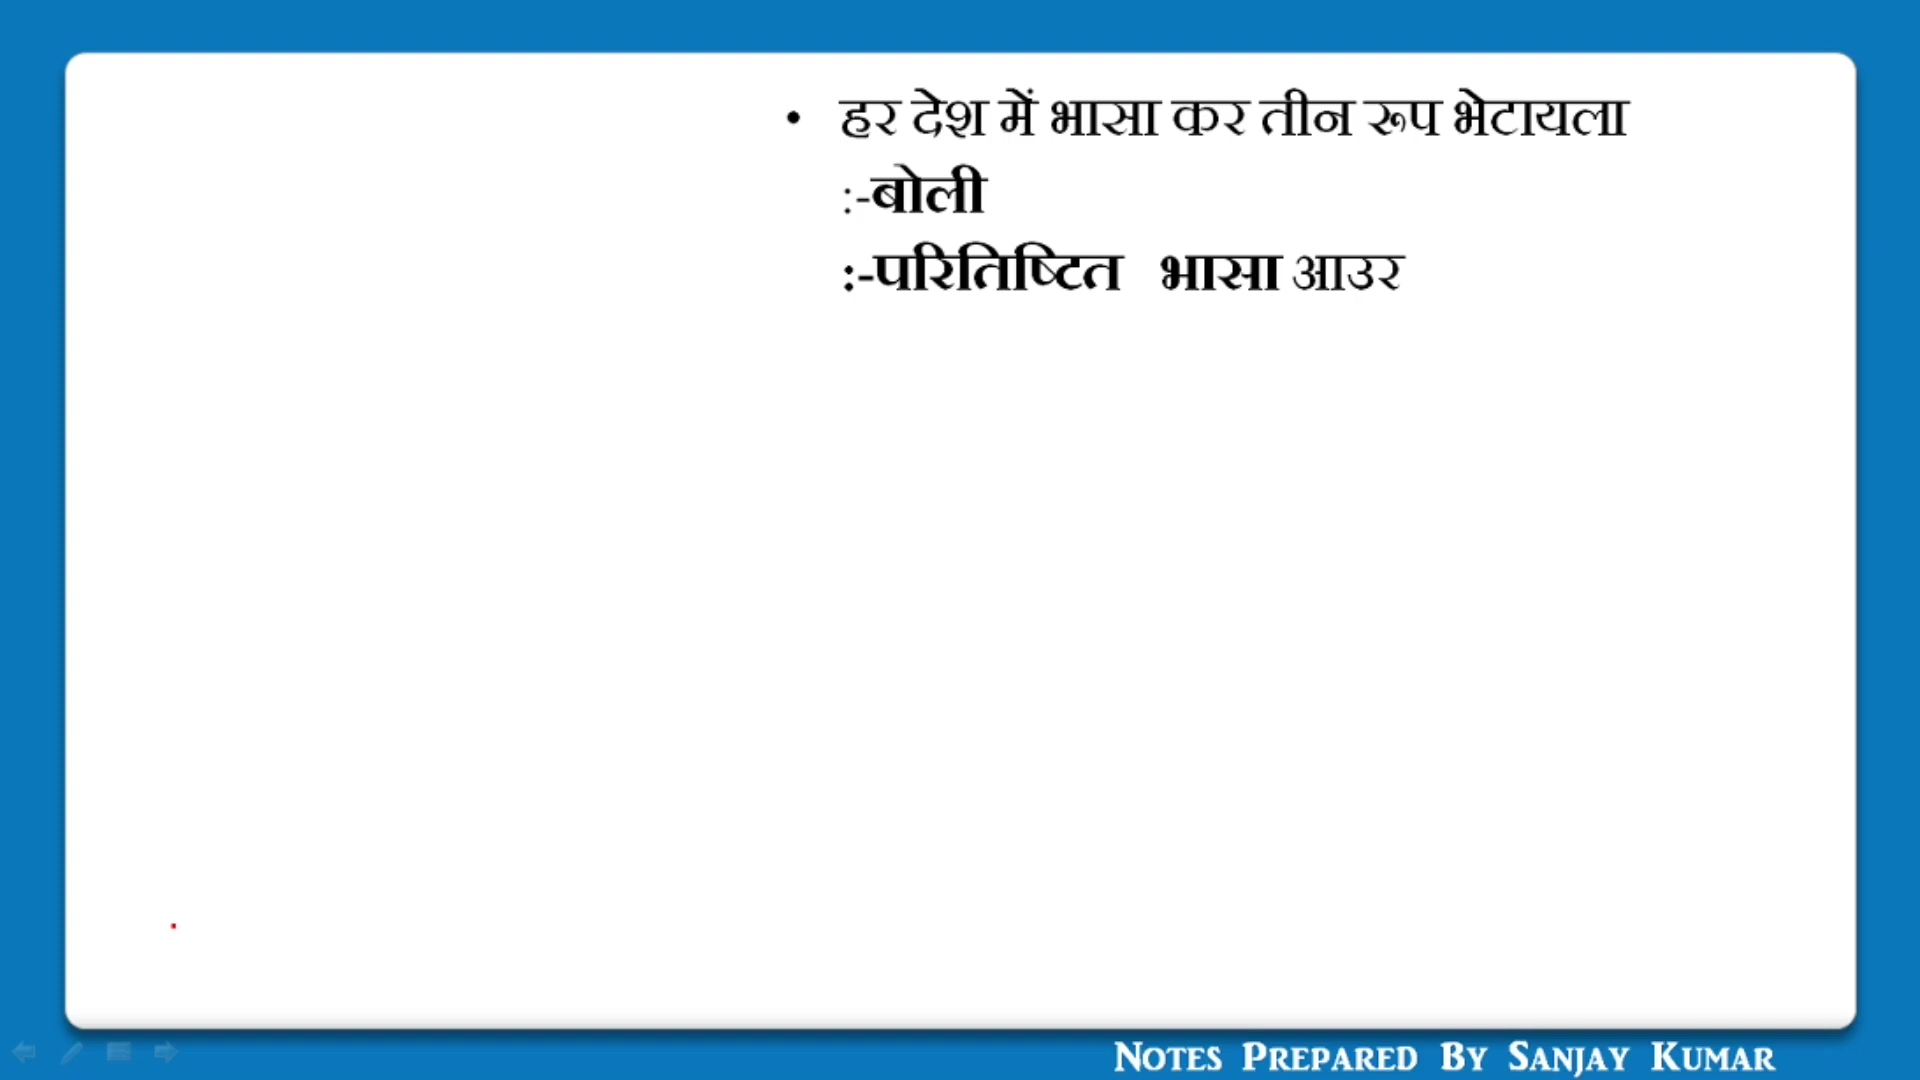 • हर देश में भासा कर तीन रूप भेटायला
:-बोली
:-परितिष्टित भासा आउर
NOTES PREPARED BY SANJAY KUMAR